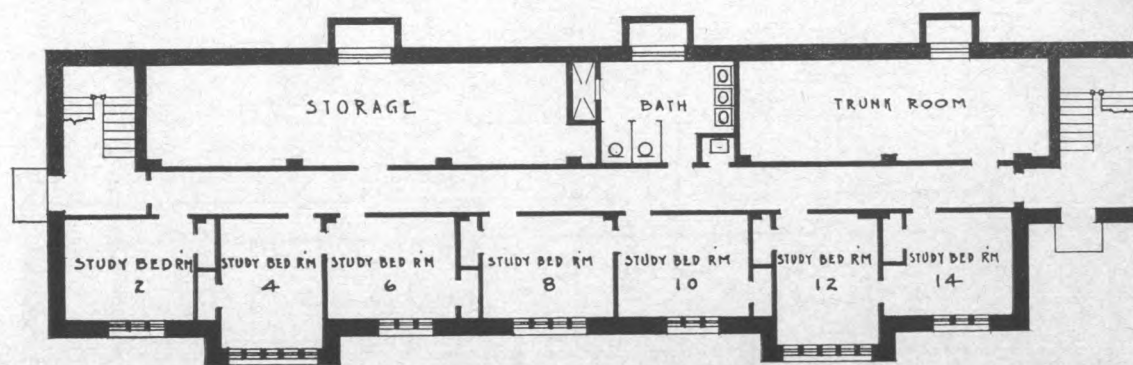 STORAGE
BATH
TRUNK ROOM
STUDY BED RM
2
STUDY BED RM
4
STUDY BED RM
6
STUDY BED RM
8
STUDY BED RM
10
STUDY BED RM
12
STUDY BED RM
14